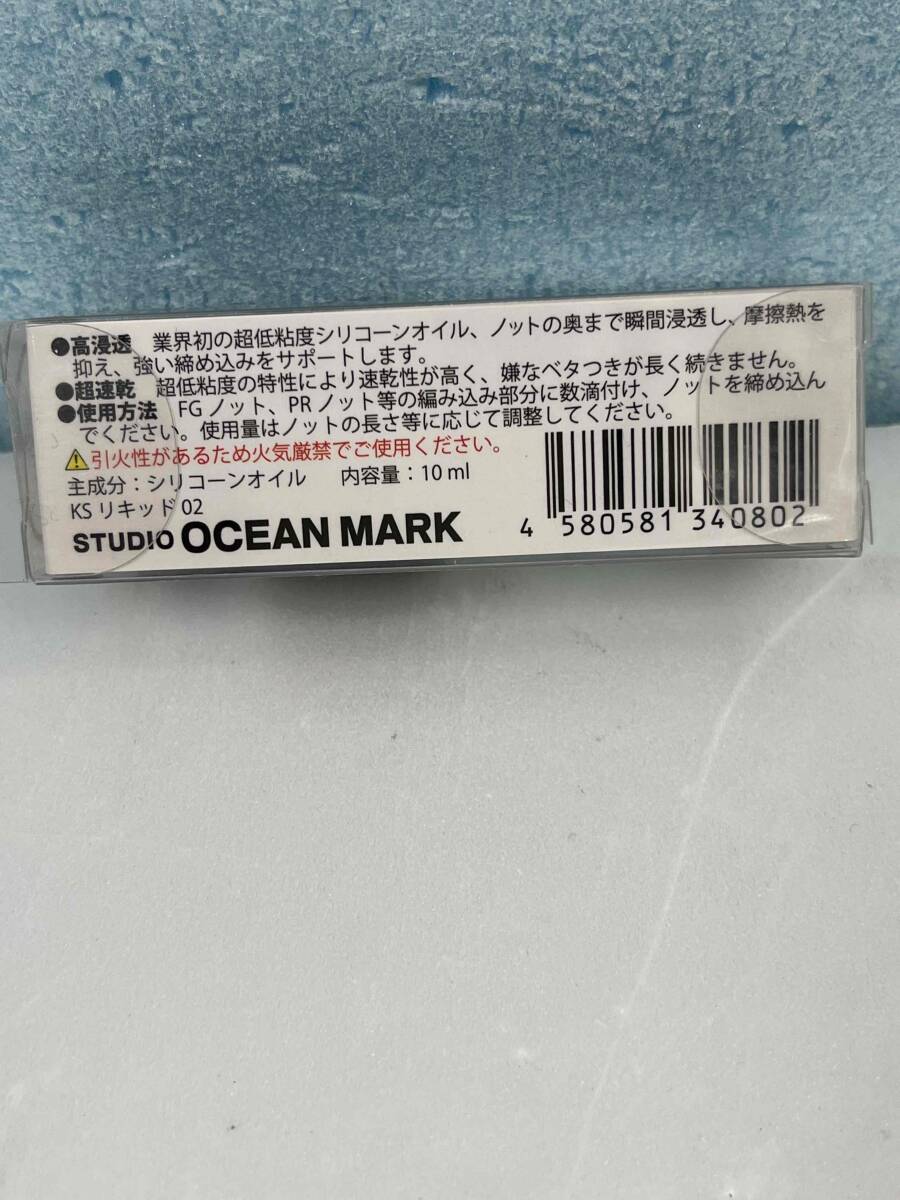 ●高浸透 業界初の超低粘度シリコーンオイル、ノットの奥まで瞬間浸透し、摩擦熱を
抑え、強い締め込みをサポートします。
●超速乾 超低粘度の特性により速乾性が高く、嫌なベタつきが長く続きません。
●使用方法 FGノット、PRノット等の編み込み部分に数滴付け、ノットを締め込ん
でください。使用量はノットの長さ等に応じて調整してください。
⚠引火性があるため火気厳禁でご使用ください。
主成分：シリコーンオイル 内容量：10 ml
KS リキッド 02
STUDIO OCEAN MARK
4 580581 340802